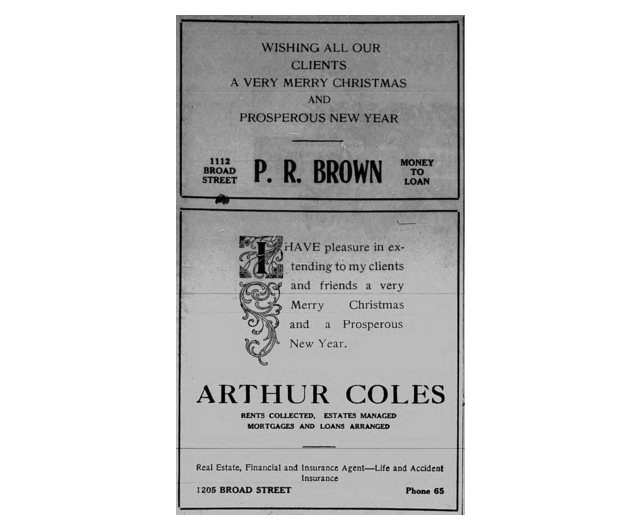 WISHING ALL OUR
CLIENTS
A VERY MERRY CHRISTMAS
AND
PROSPEROUS NEW YEAR
1112
BROAD
STREET
P. R. BROWN
MONEY
TO
LOAN
I HAVE pleasure in ex-
tending to my clients
and friends a very
Merry Christmas
and a Prosperous
New Year.
ARTHUR COLES
RENTS COLLECTED, ESTATES MANAGED
MORTGAGES AND LOANS ARRANGED
Real Estate, Financial and Insurance Agent—Life and Accident
Insurance
1205 BROAD STREET Phone 65